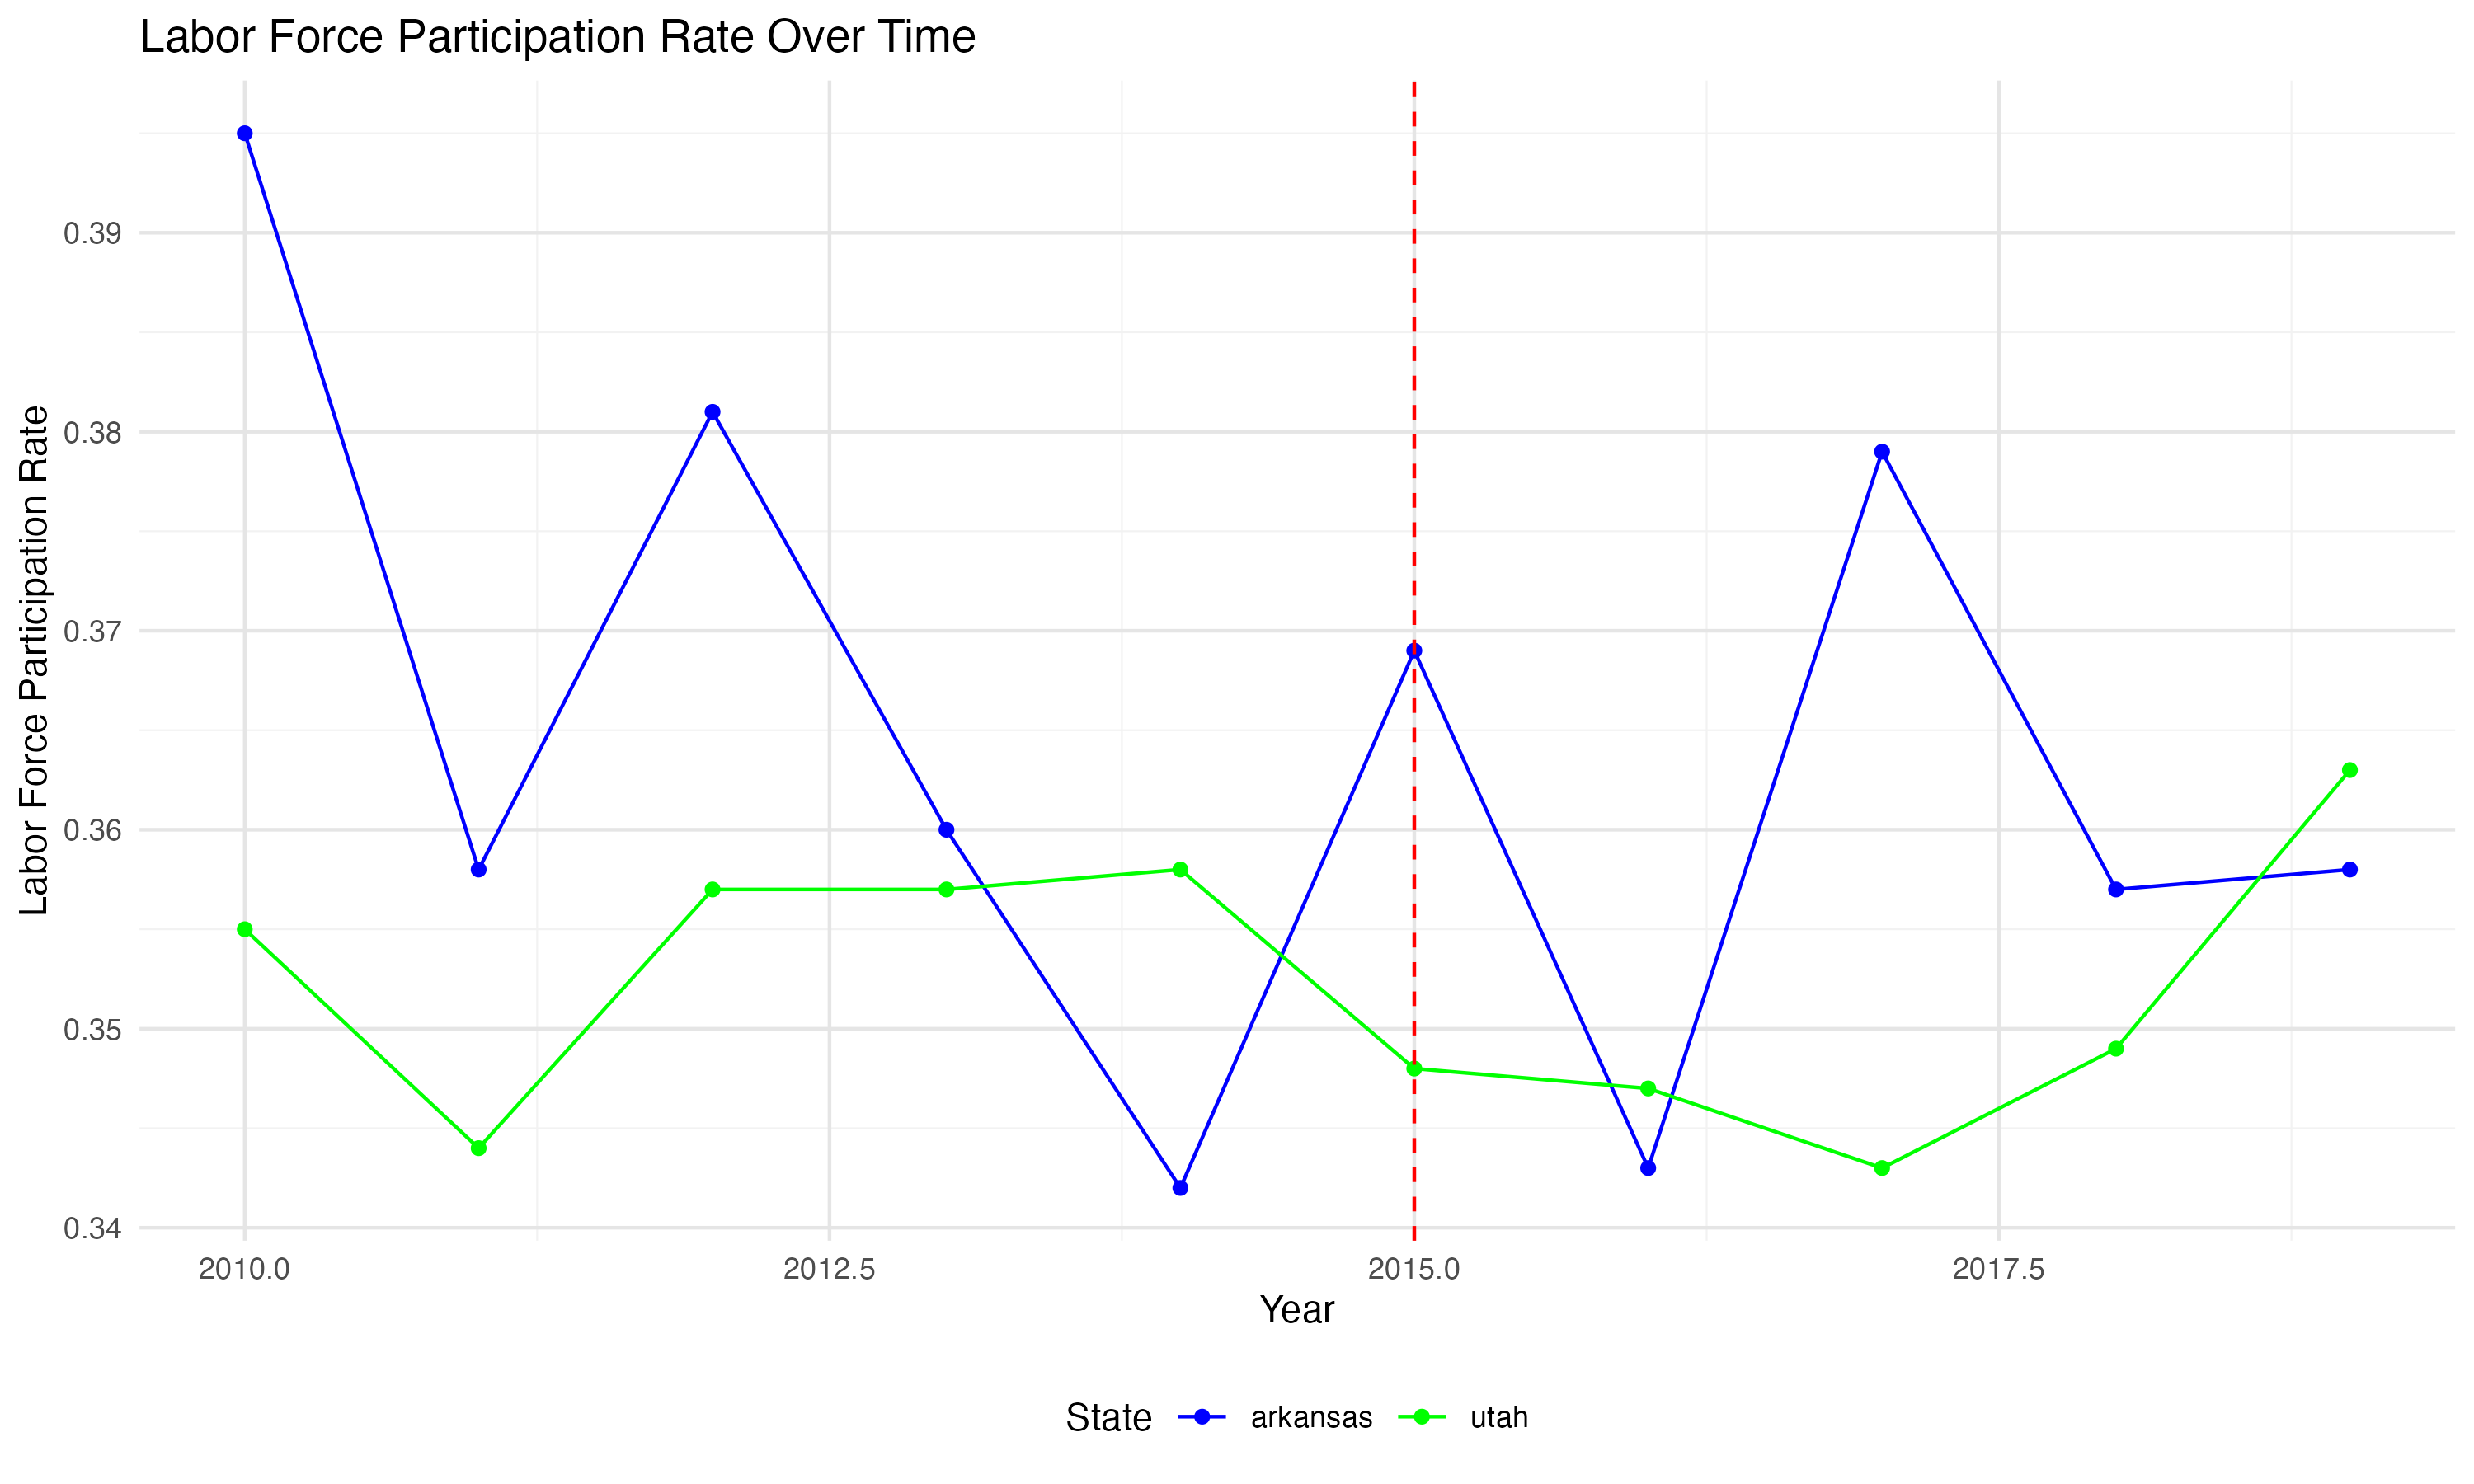 Labor Force Participation Rate Over Time
Labor Force Participation Rate
0.39
0.38
0.37
0.36
0.35
0.34
2010.0 2012.5 2015.0 2017.5
Year
State arkansas utah